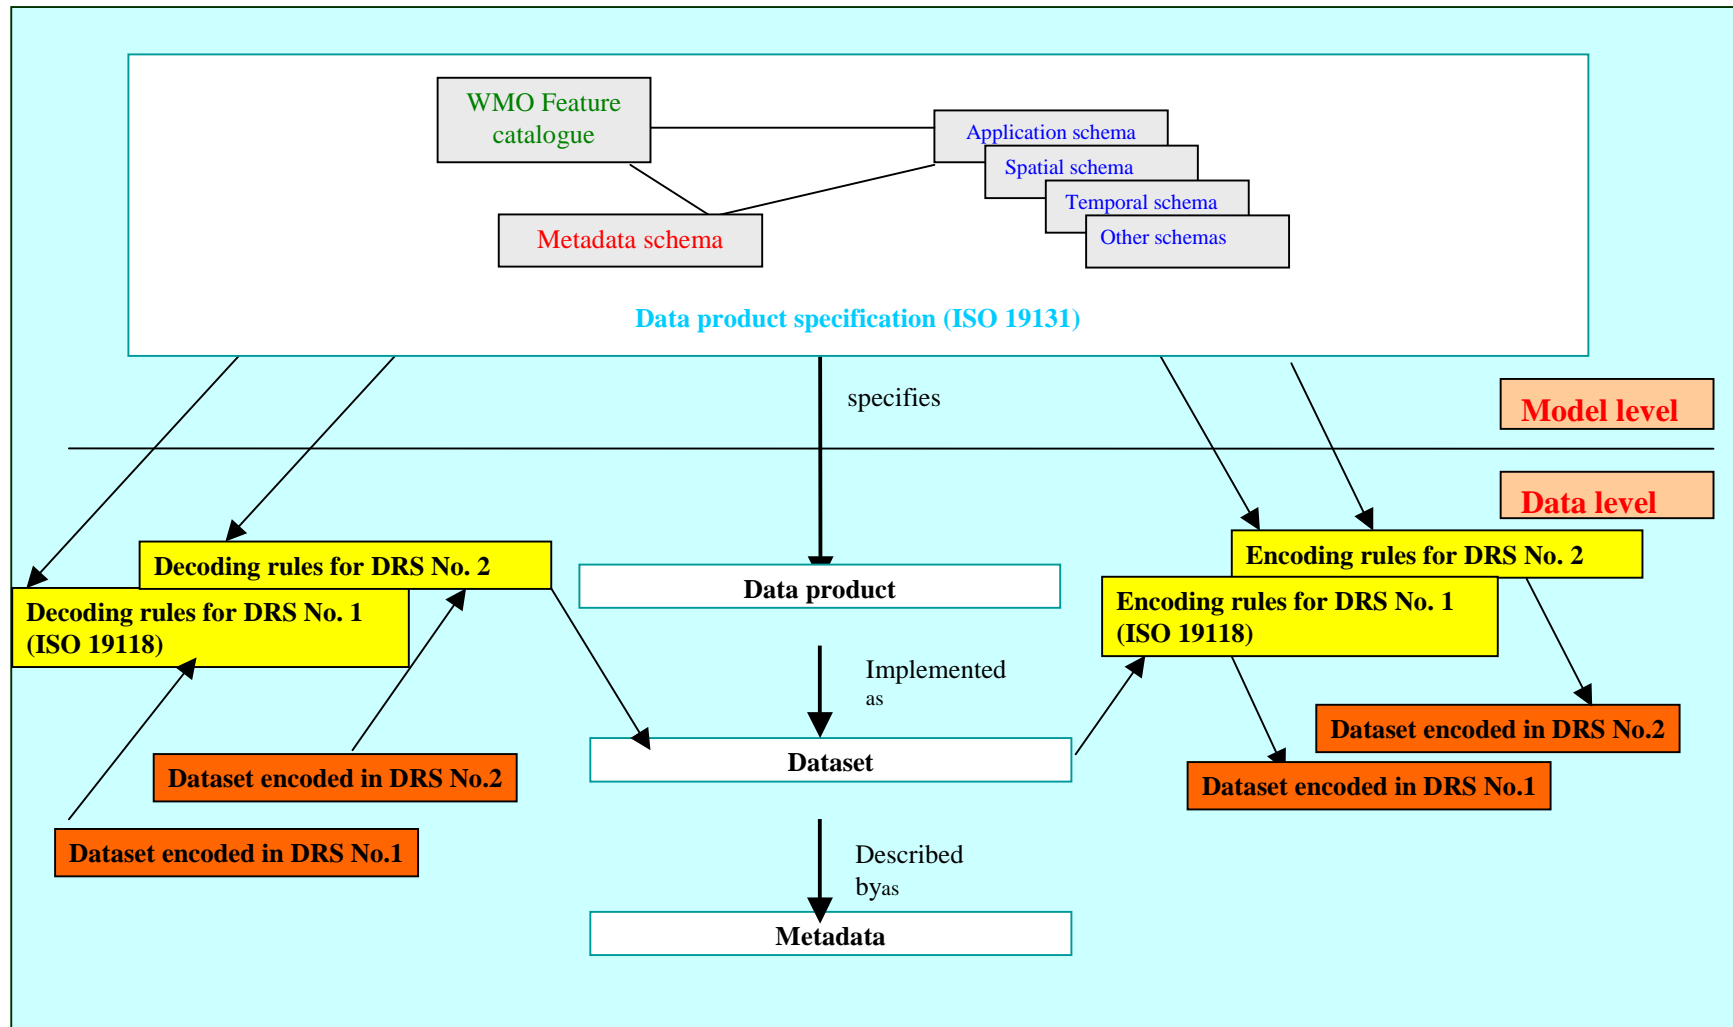 WMO Feature
catalogue
Application schema
Spatial schema
Temporal schema
Other schemas
Metadata schema
Data product specification (ISO 19131)
specifies
Model level
Data level
Decoding rules for DRS No. 2
Decoding rules for DRS No. 1
(ISO 19118)
Data product
Encoding rules for DRS No. 2
Encoding rules for DRS No. 1
(ISO 19118)
Implemented
as
Dataset encoded in DRS No.2
Dataset encoded in DRS No.1
Dataset
Dataset encoded in DRS No.2
Dataset encoded in DRS No.1
Described
byas
Metadata